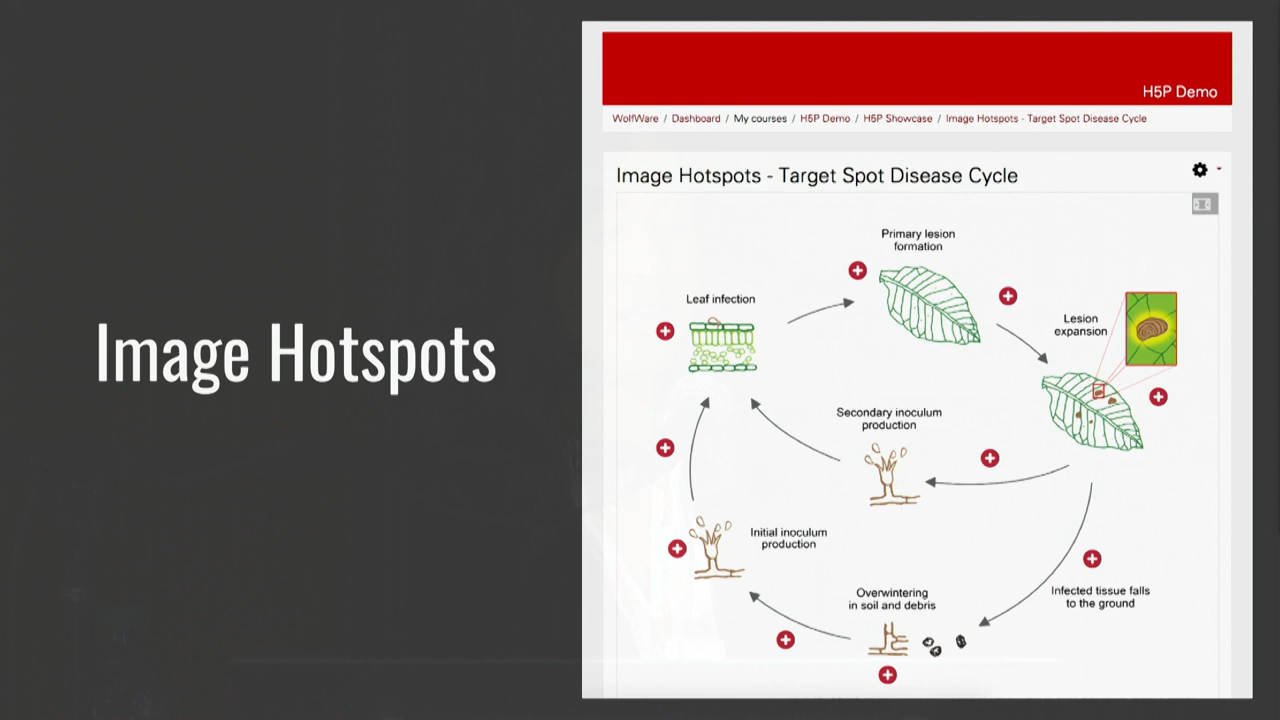 Image Hotspots
H5P Demo
WolfWare / Dashboard / My courses / H5P Demo / H5P Showcase / Image Hotspots - Target Spot Disease Cycle
Image Hotspots - Target Spot Disease Cycle
Primary lesion
formation
Leaf infection
Lesion
expansion
Secondary inoculum
production
Initial inoculum
production
Overwintering
in soil and debris
Infected tissue falls
to the ground